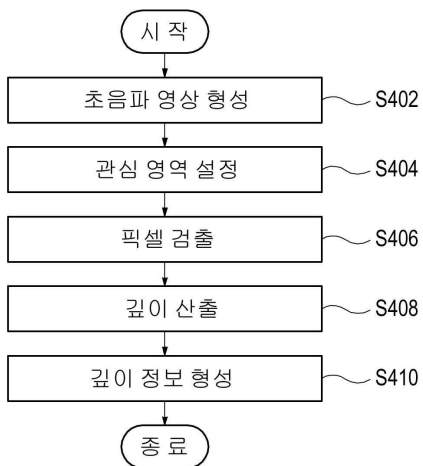 시작
초음파 영상 형성 S402
관심 영역 설정 S404
픽셀 검출 S406
깊이 산출 S408
깊이 정보 형성 S410
종료